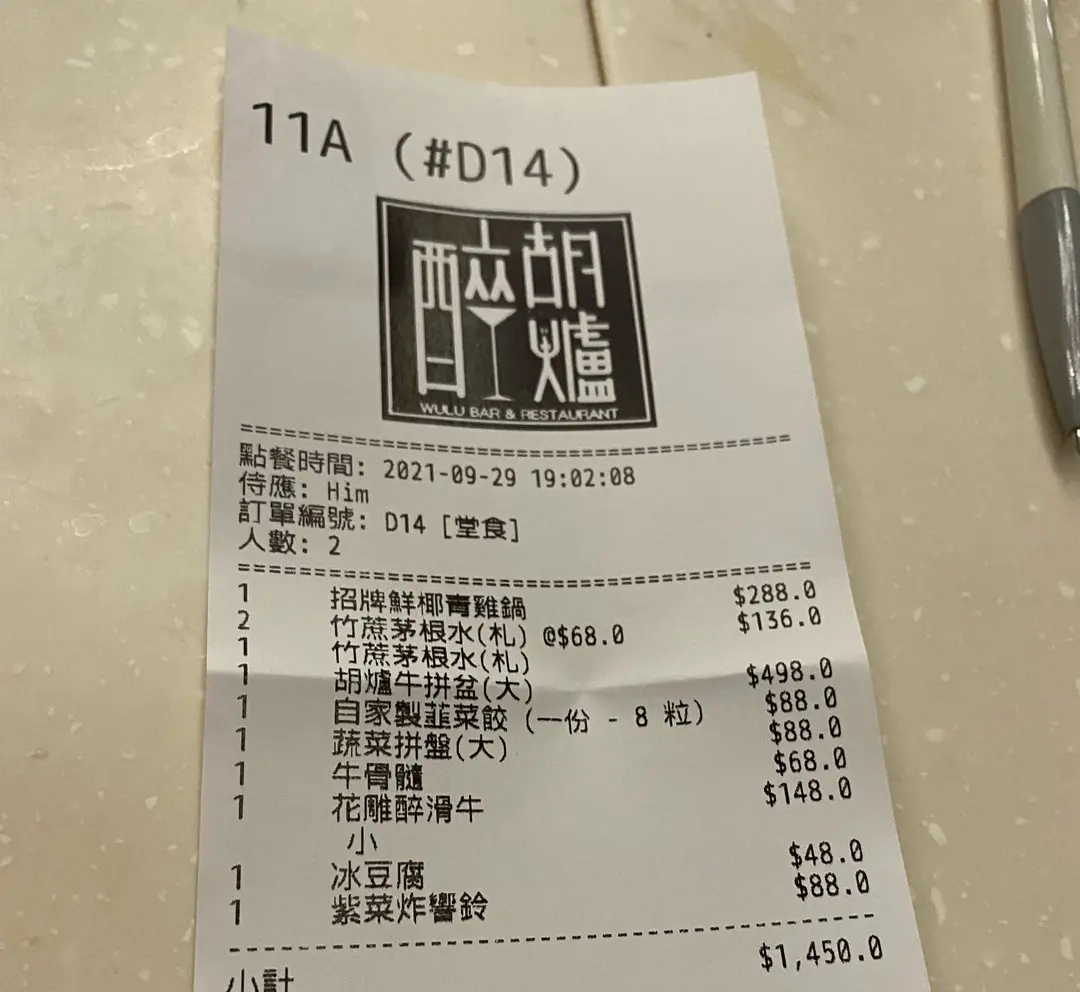 11A (#D14)
醉胡爐
WULU BAR & RESTAURANT
點餐時間: 2021-09-29 19:02:08
侍應: Him
訂單編號: D14 [堂食]
人數: 2
1 招牌鮮椰青雞鍋 $288.0
2 竹蔗茅根水(札) @$68.0 $136.0
1 竹蔗茅根水(札)
1 胡爐牛拼盆(大) $498.0
1 自家製韮菜餃 (一份 - 8 粒) $88.0
1 蔬菜拼盤(大) $88.0
1 牛骨髓 $68.0
1 花雕醉滑牛 $148.0
小
1 冰豆腐 $48.0
1 紫菜炸響鈴 $88.0
小計 $1,450.0